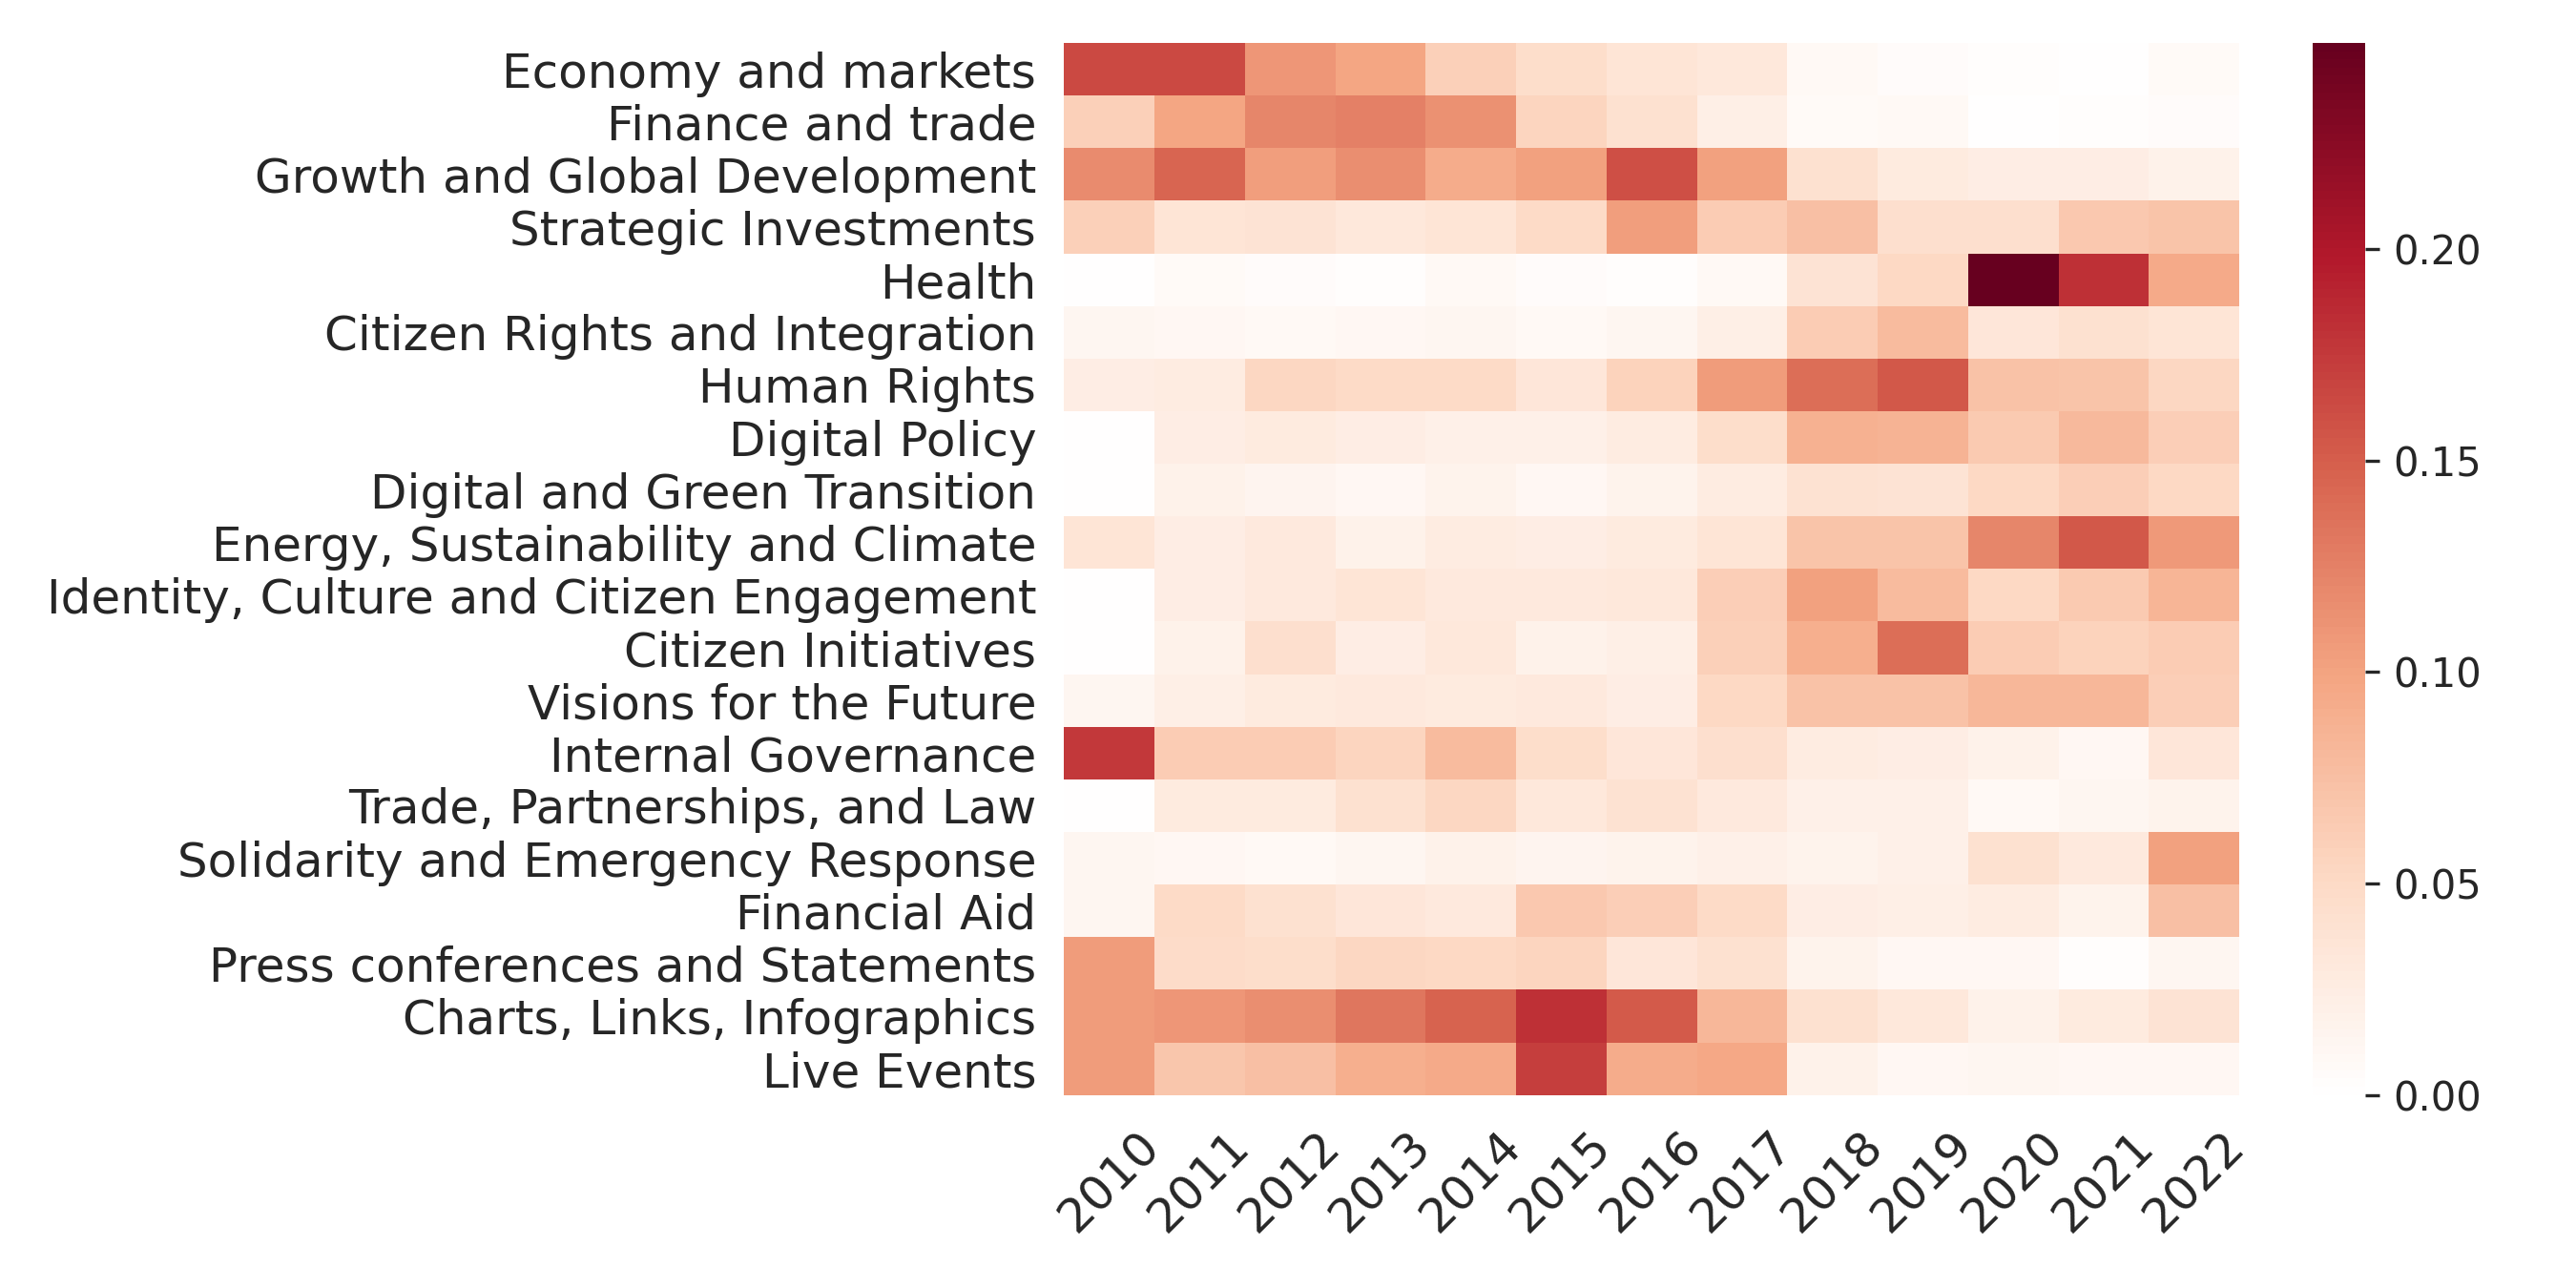 Economy and markets
Finance and trade
Growth and Global Development
Strategic Investments
Health
Citizen Rights and Integration
Human Rights
Digital Policy
Digital and Green Transition
Energy, Sustainability and Climate
Identity, Culture and Citizen Engagement
Citizen Initiatives
Visions for the Future
Internal Governance
Trade, Partnerships, and Law
Solidarity and Emergency Response
Financial Aid
Press conferences and Statements
Charts, Links, Infographics
Live Events
2010 2011 2012 2013 2014 2015 2016 2017 2018 2019 2020 2021 2022
0.20
0.15
0.10
0.05
0.00